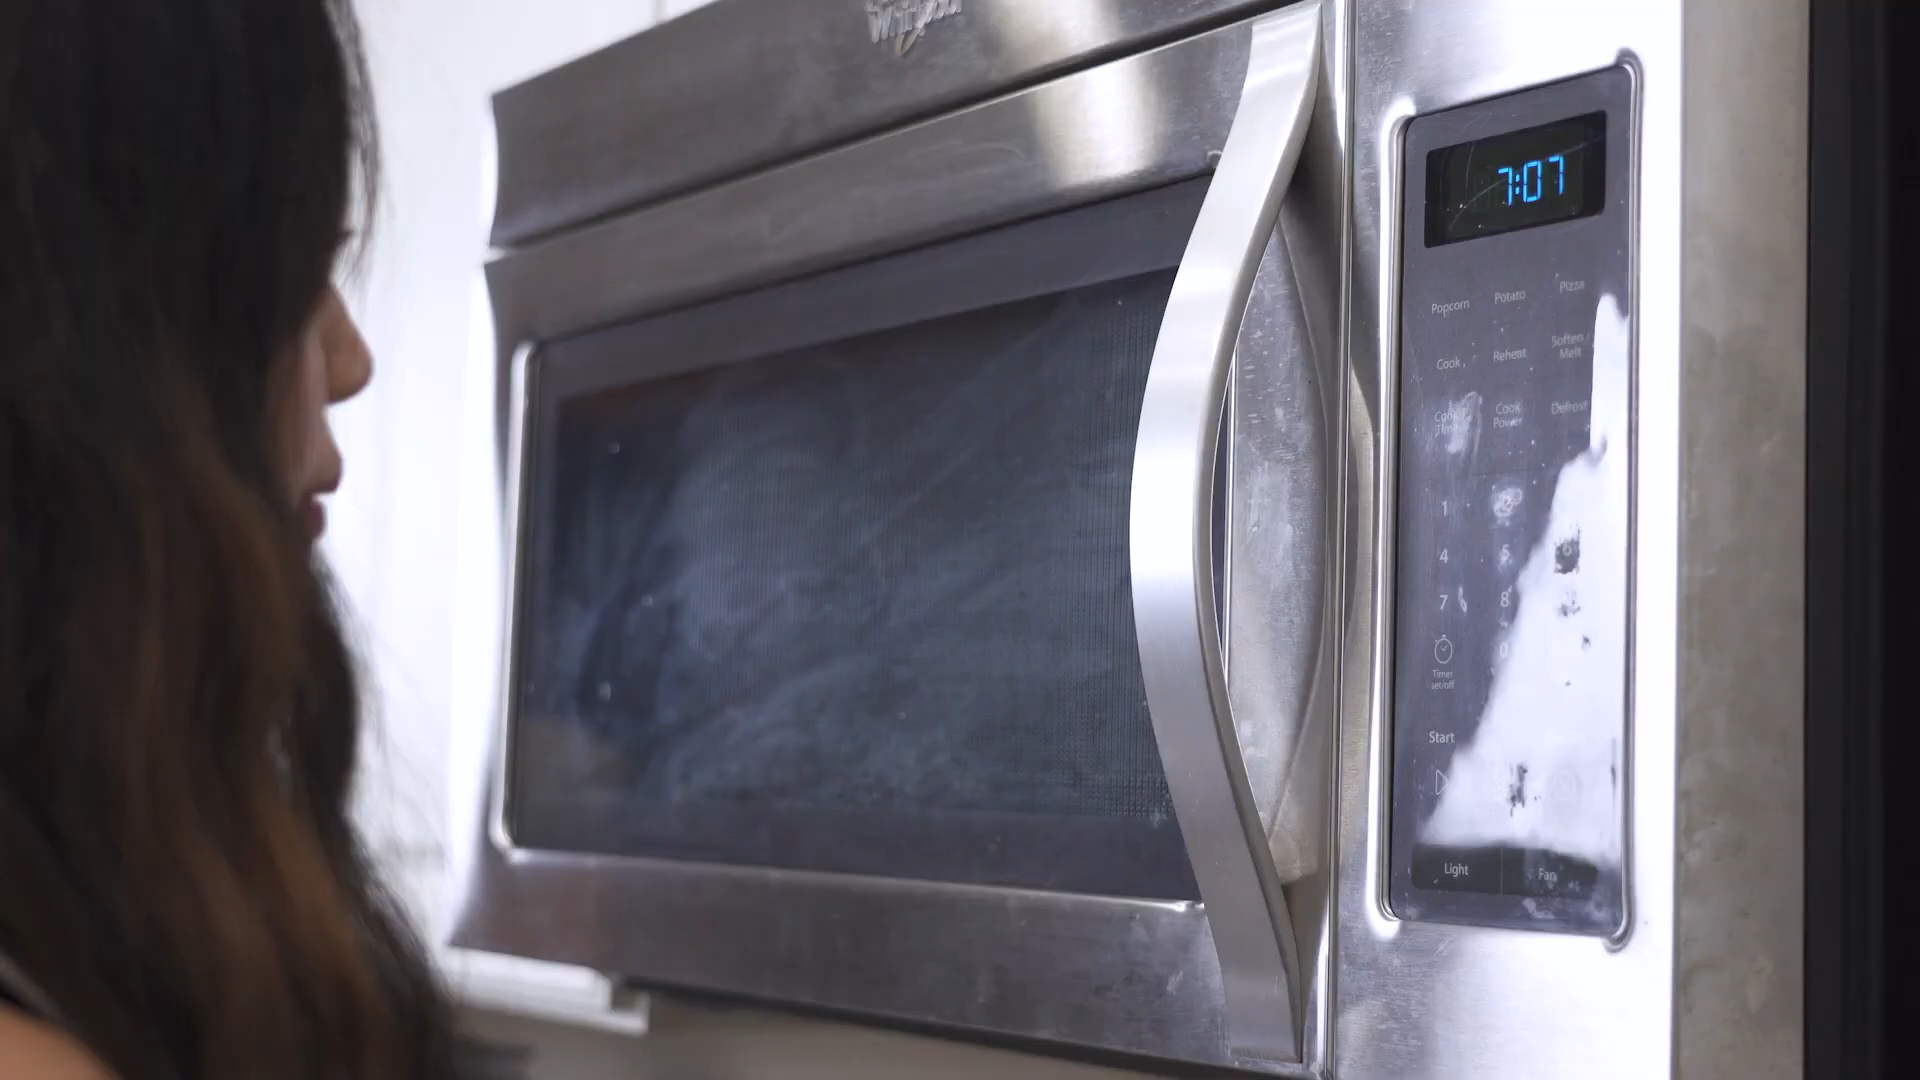 Whirlpool
7:07
Popcorn Potato Pizza
Cook Reheat Soften/Melt
Cook Time Cook Power Defrost
1
4 5 6
7 8
0
Timer
set/off
Start
Light Fan